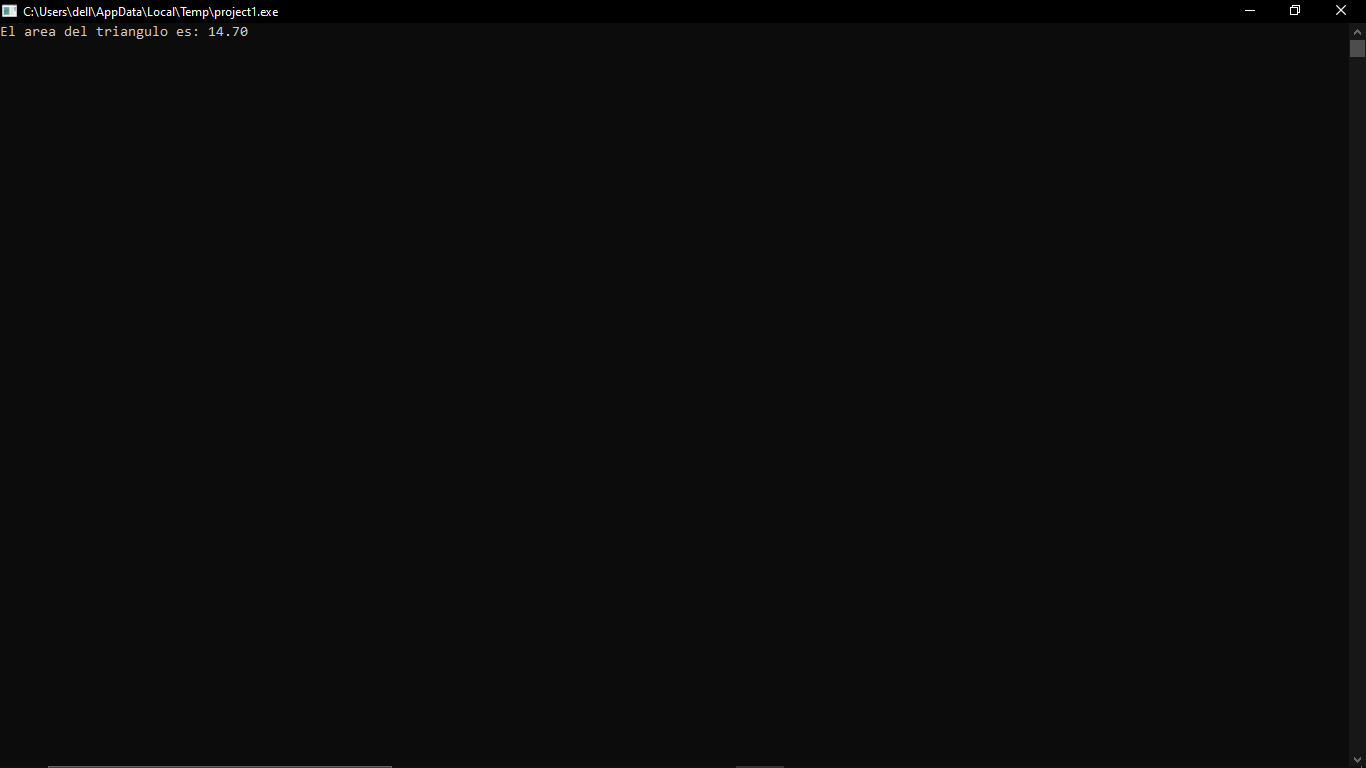 C:\Users\dell\AppData\Local\Temp\project1.exe
El area del triangulo es: 14.70